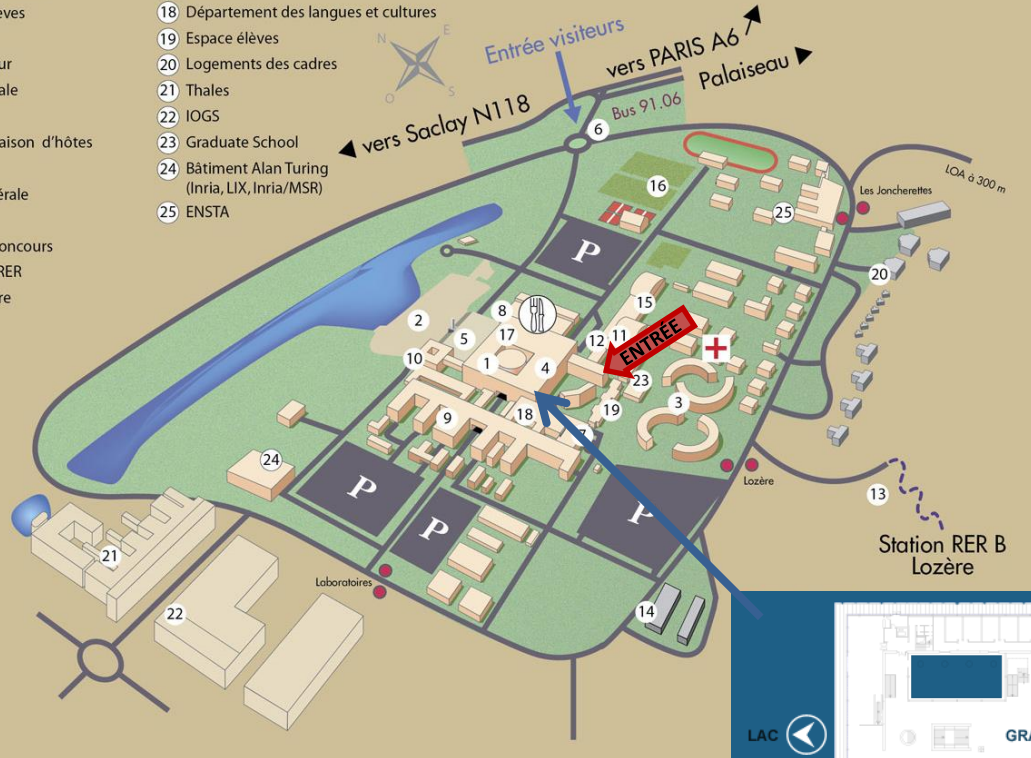 èves
ur
ale
aison d'hôtes
érale
oncours
RER
re
18 Département des langues et cultures
19 Espace élèves
20 Logements des cadres
21 Thales
22 IOGS
23 Graduate School
24 Bâtiment Alan Turing
(Inria, LIX, Inria/MSR)
25 ENSTA
N
E
O
S
Entrée visiteurs
vers PARIS A6
Palaiseau
Bus 91.06
vers Saclay N118
6
16
LOA à 300 m
Les Joncherettes
25
P
20
15
8
2
17
5
12
11
ENTRÉE
10
1
4
23
3
19
18
9
7
24
Lozère
13
P
P
P
Station RER B
Lozère
21
Laboratoires
22
14
LAC
GRA